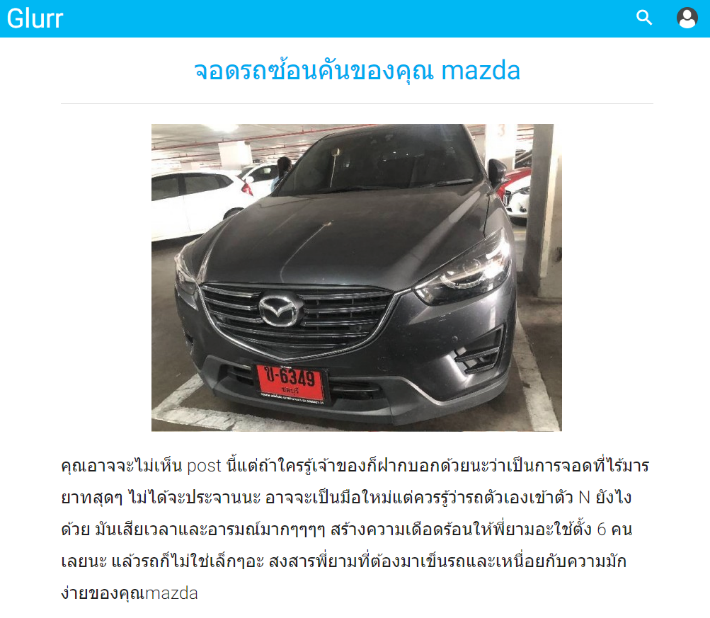 Glurr
จอดรถซ้อนคันของคุณ mazda
3
ป-6349
ชลบุรี
คุณอาจจะไม่เห็น post นี้แต่ถ้าใครรู้เจ้าของก็ฝากบอกด้วยนะว่าเป็นการจอดที่ไร้มาร
ยาทสุดๆ ไม่ได้จะประจานนะ อาจจะเป็นมือใหม่แต่ควรรู้ว่ารถตัวเองเข้าตัว N ยังไง
ด้วย มันเสียเวลาและอารมณ์มากๆๆๆๆ สร้างความเดือดร้อนให้พี่ยามอะใช้ตั้ง 6 คน
เลยนะ แล้วรถก็ไม่ใช่เล็กๆอะ สงสารพี่ยามที่ต้องมาเข็นรถและเหนื่อยกับความมัก
ง่ายของคุณmazda